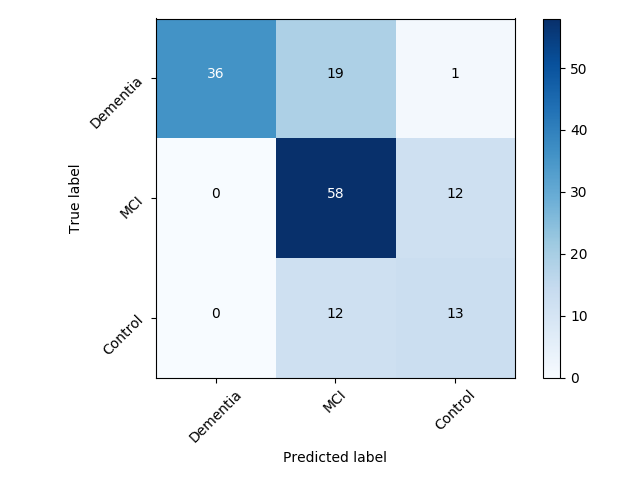 Dementia 36 19 1
MCI 0 58 12
Control 0 12 13
Dementia MCI Control
True label
Predicted label
50
40
30
20
10
0